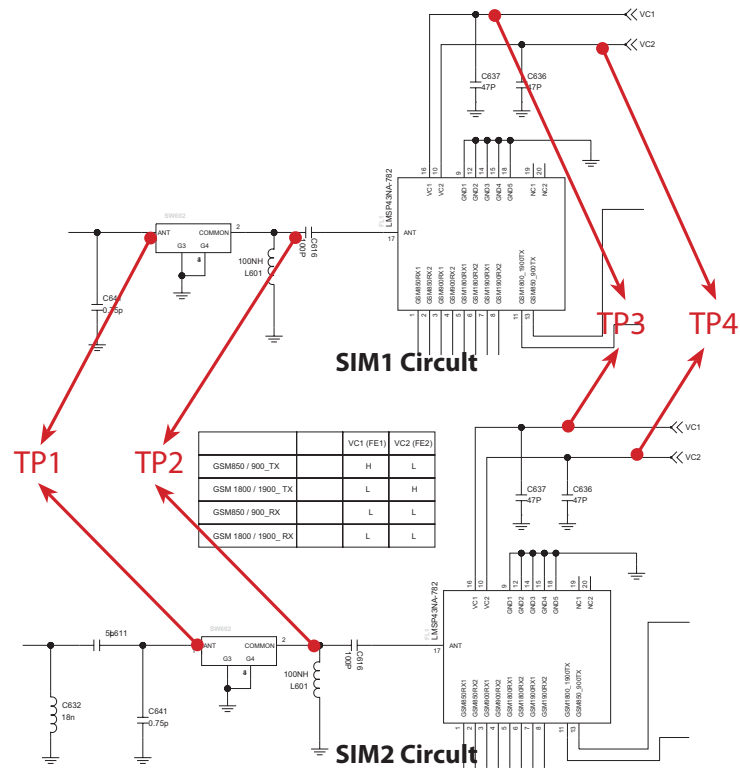 VC1
VC2
C637
47P
C636
47P
16
10
9
12
14
15
18
19
20
VC1
VC2
GND1
GND2
GND3
GND4
GND5
NC1
NC2
FL1
LMSP43NA-782
17
ANT
GSM850RX1
GSM850RX2
GSM900RX1
GSM900RX2
GSM1800RX1
GSM1800RX2
GSM1900RX1
GSM1900RX2
GSM1800_1900TX
GSM850_900TX
1
2
3
4
5
6
7
8
11
13
SW602
ANT
COMMON
2
G3
G4
100NH
L601
C616
100P
0.75p
TP3
TP4
SIM1 Circult
TP1
TP2
VC1 (FE1) VC2 (FE2)
GSM850 / 900_TX H L
GSM 1800 / 1900_ TX L H
GSM850 / 900_RX L L
GSM 1800 / 1900_ RX L L
VC1
VC2
C637
47P
C636
47P
16
10
9
12
14
15
18
19
20
VC1
VC2
GND1
GND2
GND3
GND4
GND5
NC1
NC2
FL1
LMSP43NA-782
17
ANT
GSM850RX1
GSM850RX2
GSM900RX1
GSM900RX2
GSM1800RX1
GSM1800RX2
GSM1900RX1
GSM1900RX2
GSM1800_1900TX
GSM850_900TX
1
2
3
4
5
6
7
8
11
13
SW602
ANT
COMMON
2
G3
G4
100NH
L601
C616
100P
C632
18n
C641
0.75p
SIM2 Circult